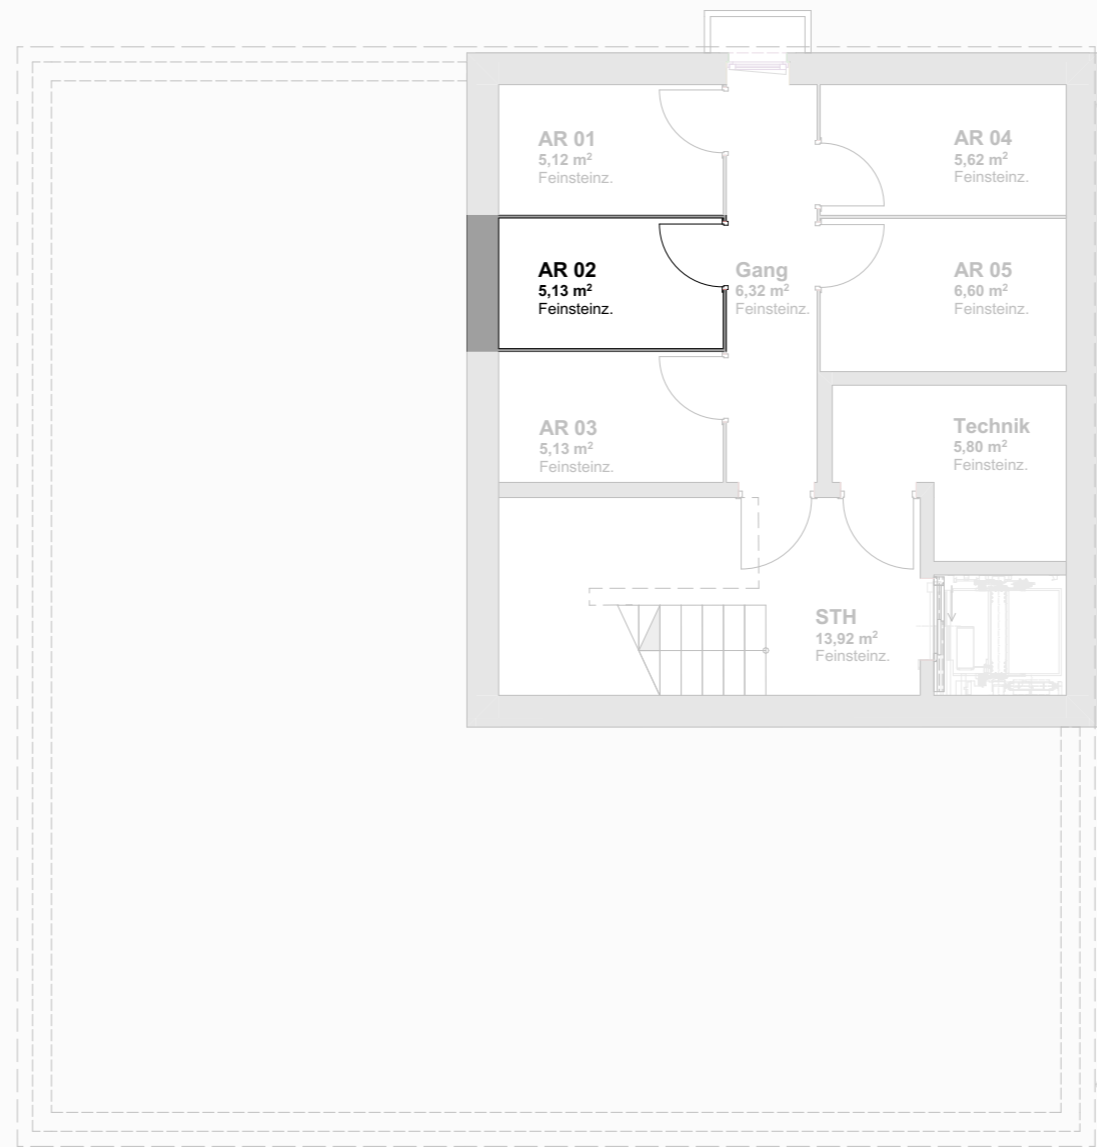 AR 01
5,12 m²
Feinsteinz.
AR 04
5,62 m²
Feinsteinz.
AR 02
5,13 m²
Feinsteinz.
Gang
6,32 m²
Feinsteinz.
AR 05
6,60 m²
Feinsteinz.
AR 03
5,13 m²
Feinsteinz.
Technik
5,80 m²
Feinsteinz.
STH
13,92 m²
Feinsteinz.